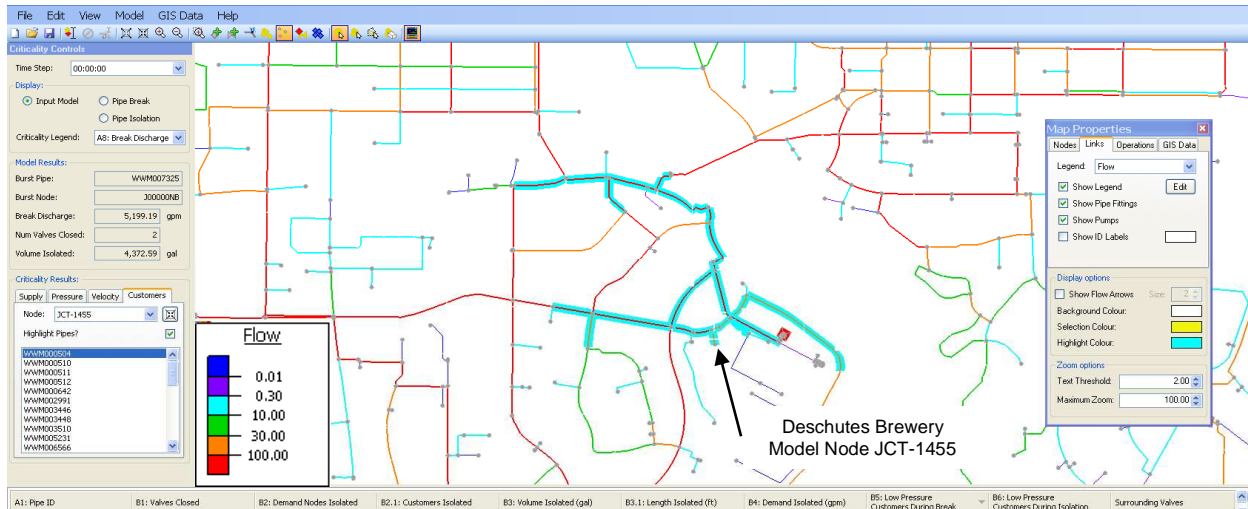 File Edit View Model GIS Data Help
Criticality Controls
Time Step: 00:00:00
Display:
Input Model Pipe Break
Pipe Isolation
Criticality Legend: A8: Break Discharge
Model Results:
Burst Pipe: WWM007325
Burst Node: J00000NB
Break Discharge: 5,199.19 gpm
Num Valves Closed: 2
Volume Isolated: 4,372.59 gal
Criticality Results:
Supply Pressure Velocity Customers
Node: JCT-1455
Highlight Pipes?
WWM000504
WWM000510
WWM000511
WWM000512
WWM000642
WWM002991
WWM003446
WWM003448
WWM003510
WWM005231
WWM006566
Flow
0.01
0.30
10.00
30.00
100.00
Deschutes Brewery
Model Node JCT-1455
Map Properties
Nodes Links Operations GIS Data
Legend: Flow
Show Legend Edit
Show Pipe Fittings
Show Pumps
Show ID Labels
Display options
Show Flow Arrows Size: 2
Background Colour:
Selection Colour:
Highlight Colour:
Zoom options
Text Threshold: 2.00
Maximum Zoom: 100.00
A1: Pipe ID B1: Valves Closed B2: Demand Nodes Isolated B2.1: Customers Isolated B3: Volume Isolated (gal) B3.1: Length Isolated (ft) B4: Demand Isolated (gpm) B5: Low Pressure Customers During Break B6: Low Pressure Customers During Isolation Surrounding Valves